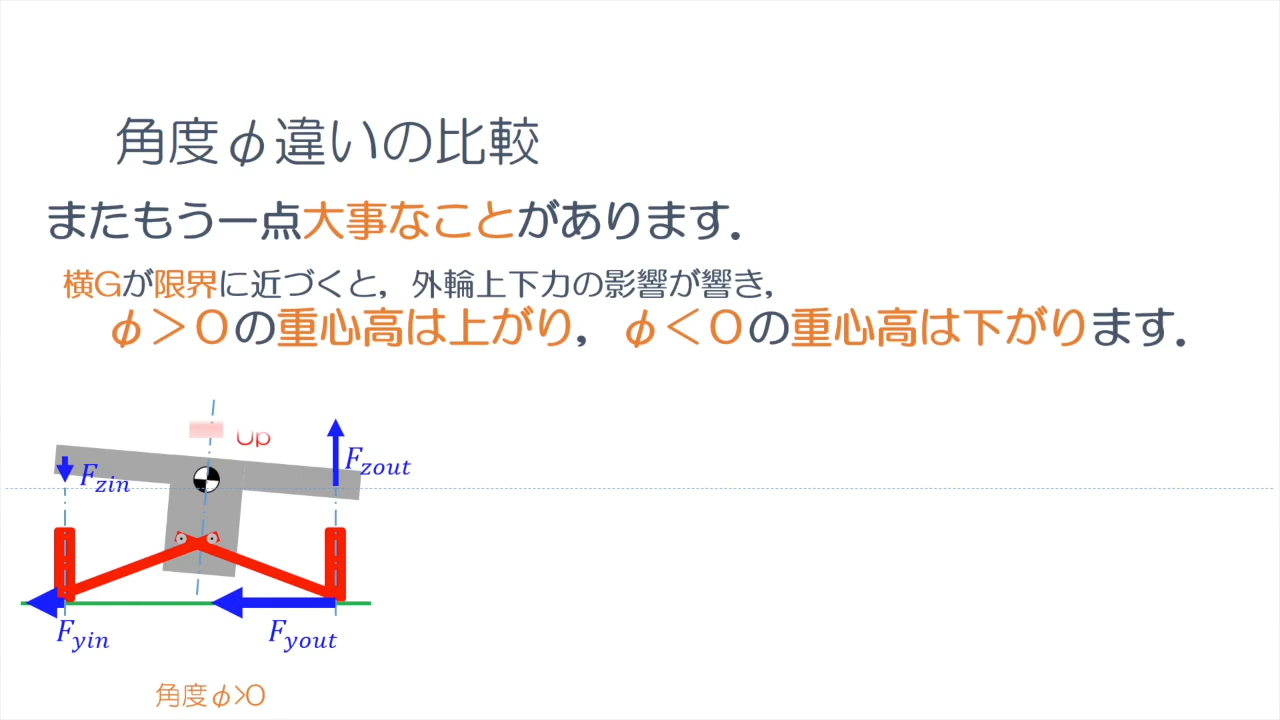 角度φ違いの比較
またもう一点大事なことがあります．
横Gが限界に近づくと，外輪上下力の影響が響き，
φ＞０の重心高は上がり，φ＜０の重心高は下がります．
Up
Fzin
Fzout
Fyin
Fyout
角度φ>0